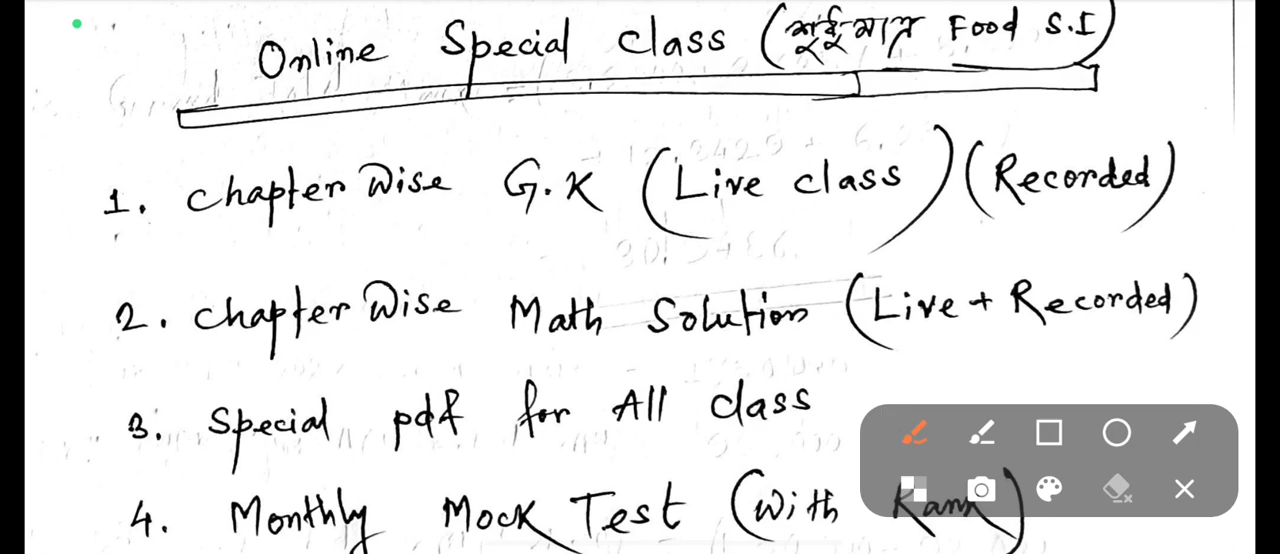 Online Special class (শুধুমাত্র Food S.I)
1. Chapter Wise G.K (Live class) (Recorded)
2. Chapter Wise Math Solution (Live + Recorded)
3. Special pdf for All class
4. Monthly Mock Test (With Rank)